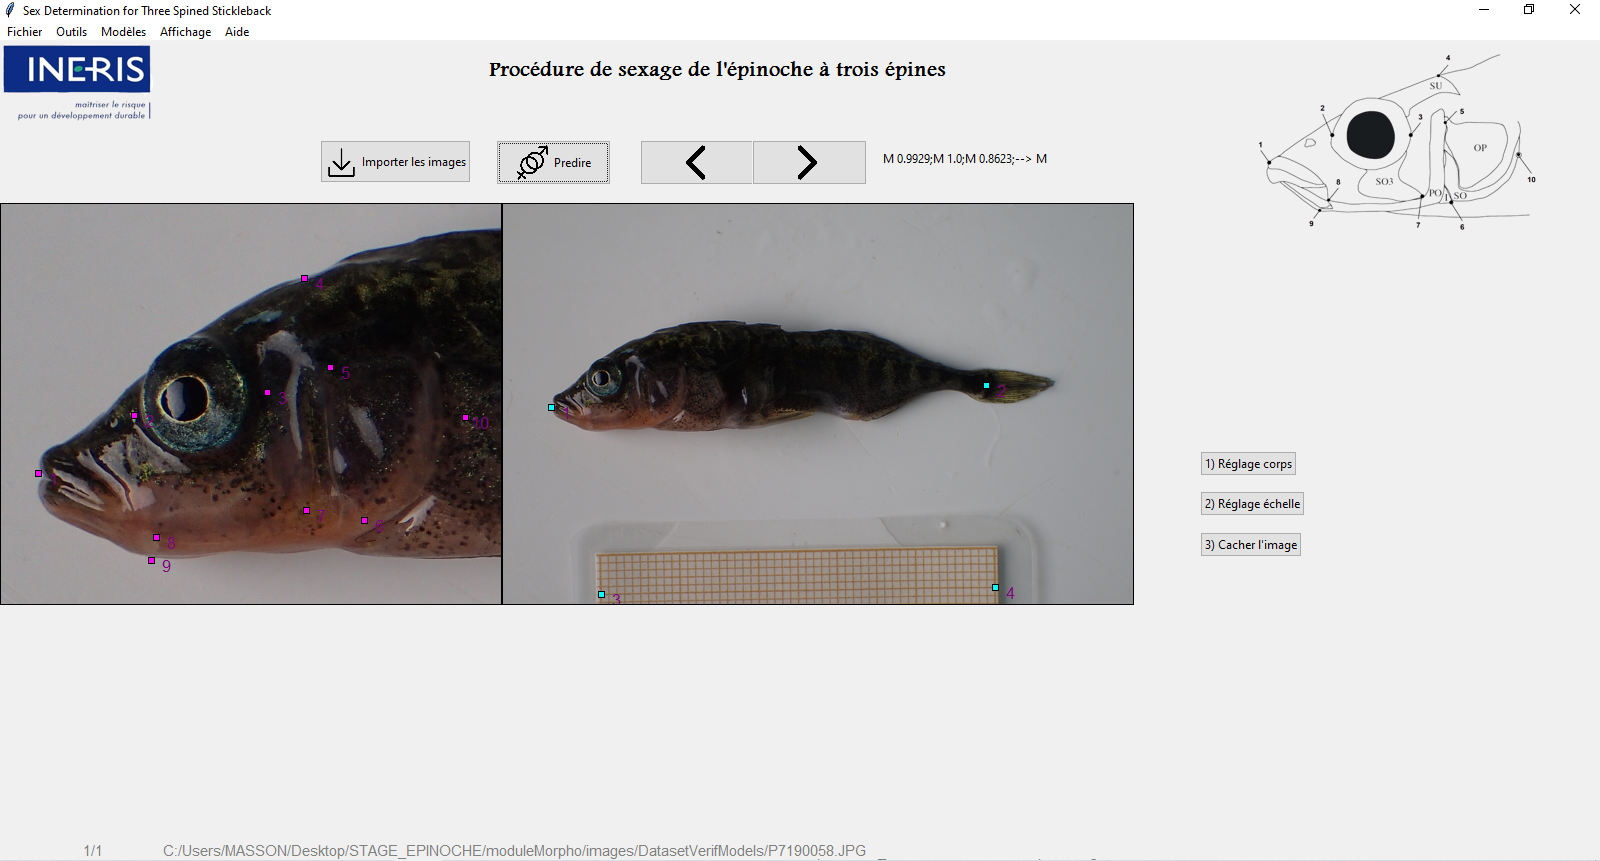 Sex Determination for Three Spined Stickleback
Fichier Outils Modèles Affichage Aide
INERIS
maîtriser le risque
pour un développement durable
Procédure de sexage de l'épinoche à trois épines
Importer les images
Predire
M 0.9929;M 1.0;M 0.8623;--> M
4
SU
2
3
5
1
OP
SO3
8
PO
I
SO
10
9
7
6
4
5
3
2
10
1
7
6
8
9
1
2
3
4
1) Réglage corps
2) Réglage échelle
3) Cacher l'image
1/1 C:/Users/MASSON/Desktop/STAGE_EPINOCHE/moduleMorpho/images/DatasetVerifModels/P7190058.JPG